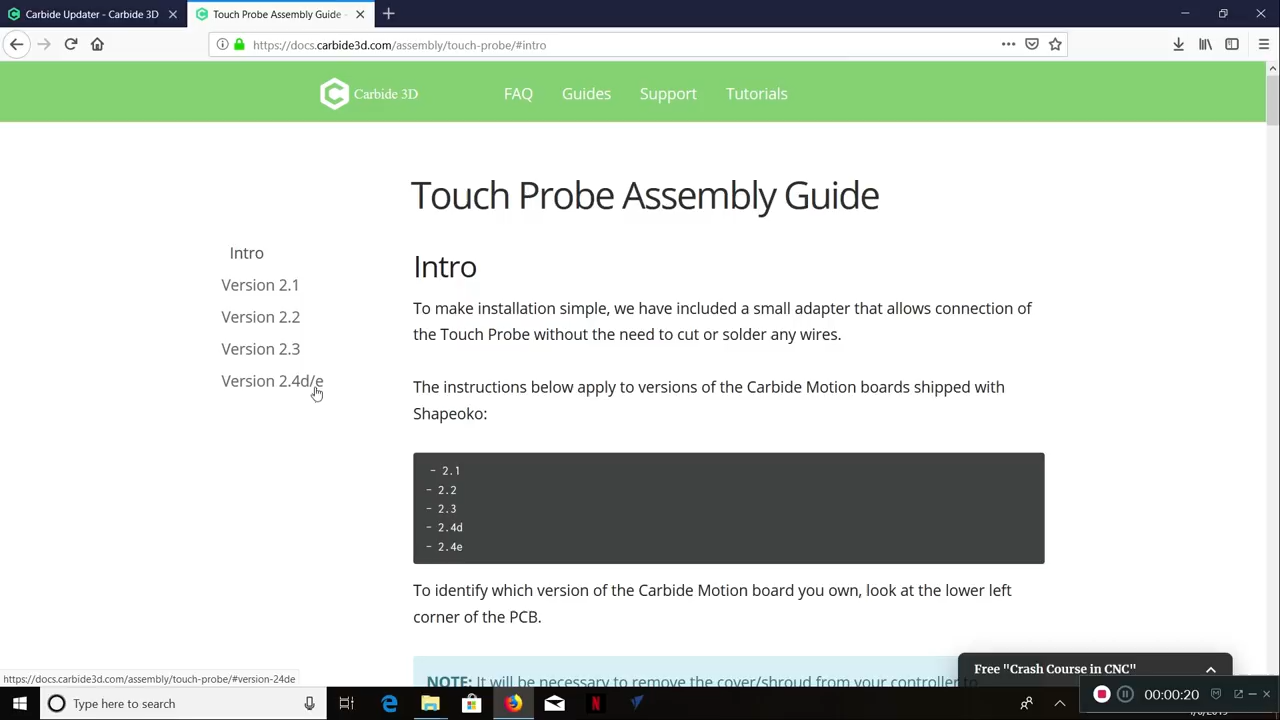 Carbide Updater - Carbide 3D
Touch Probe Assembly Guide -
https://docs.carbide3d.com/assembly/touch-probe/#intro
Carbide 3D
FAQ
Guides
Support
Tutorials
Touch Probe Assembly Guide
Intro
Version 2.1
Version 2.2
Version 2.3
Version 2.4d/e
Intro
To make installation simple, we have included a small adapter that allows connection of
the Touch Probe without the need to cut or solder any wires.
The instructions below apply to versions of the Carbide Motion boards shipped with
Shapeoko:
- 2.1
- 2.2
- 2.3
- 2.4d
- 2.4e
To identify which version of the Carbide Motion board you own, look at the lower left
corner of the PCB.
NOTE: It will be necessary to remove the cover/shroud from your controller to
Free "Crash Course in CNC"
https://docs.carbide3d.com/assembly/touch-probe/#version-24de
Type here to search
00:00:20